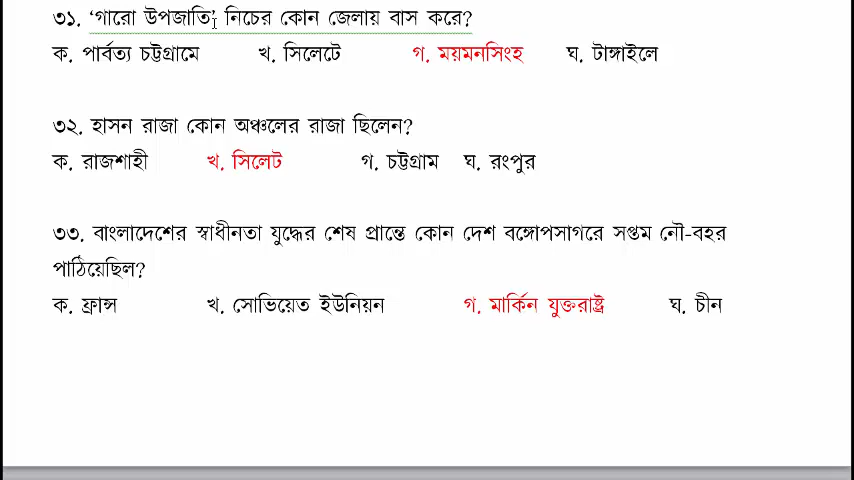 ৩১. ‘গারো উপজাতি’ নিচের কোন জেলায় বাস করে?
ক. পার্বত্য চট্টগ্রামে খ. সিলেটে গ. ময়মনসিংহ ঘ. টাঙ্গাইলে
৩২. হাসন রাজা কোন অঞ্চলের রাজা ছিলেন?
ক. রাজশাহী খ. সিলেট গ. চট্টগ্রাম ঘ. রংপুর
৩৩. বাংলাদেশের স্বাধীনতা যুদ্ধের শেষ প্রান্তে কোন দেশ বঙ্গোপসাগরে সপ্তম নৌ-বহর
পাঠিয়েছিল?
ক. ফ্রান্স খ. সোভিয়েত ইউনিয়ন গ. মার্কিন যুক্তরাষ্ট্র ঘ. চীন